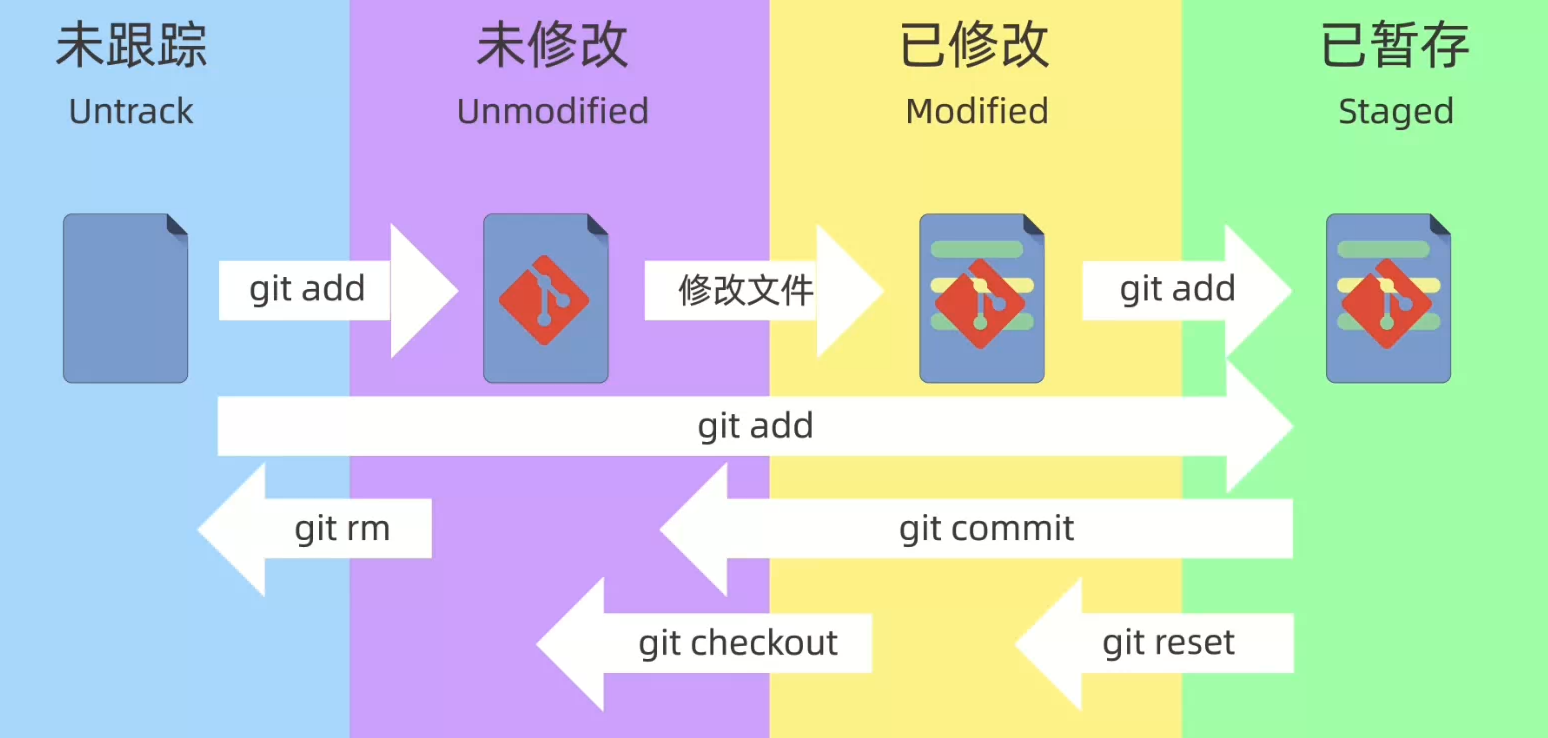 未跟踪
Untrack
未修改
Unmodified
已修改
Modified
已暂存
Staged
git add
修改文件
git add
git add
git rm
git commit
git checkout
git reset